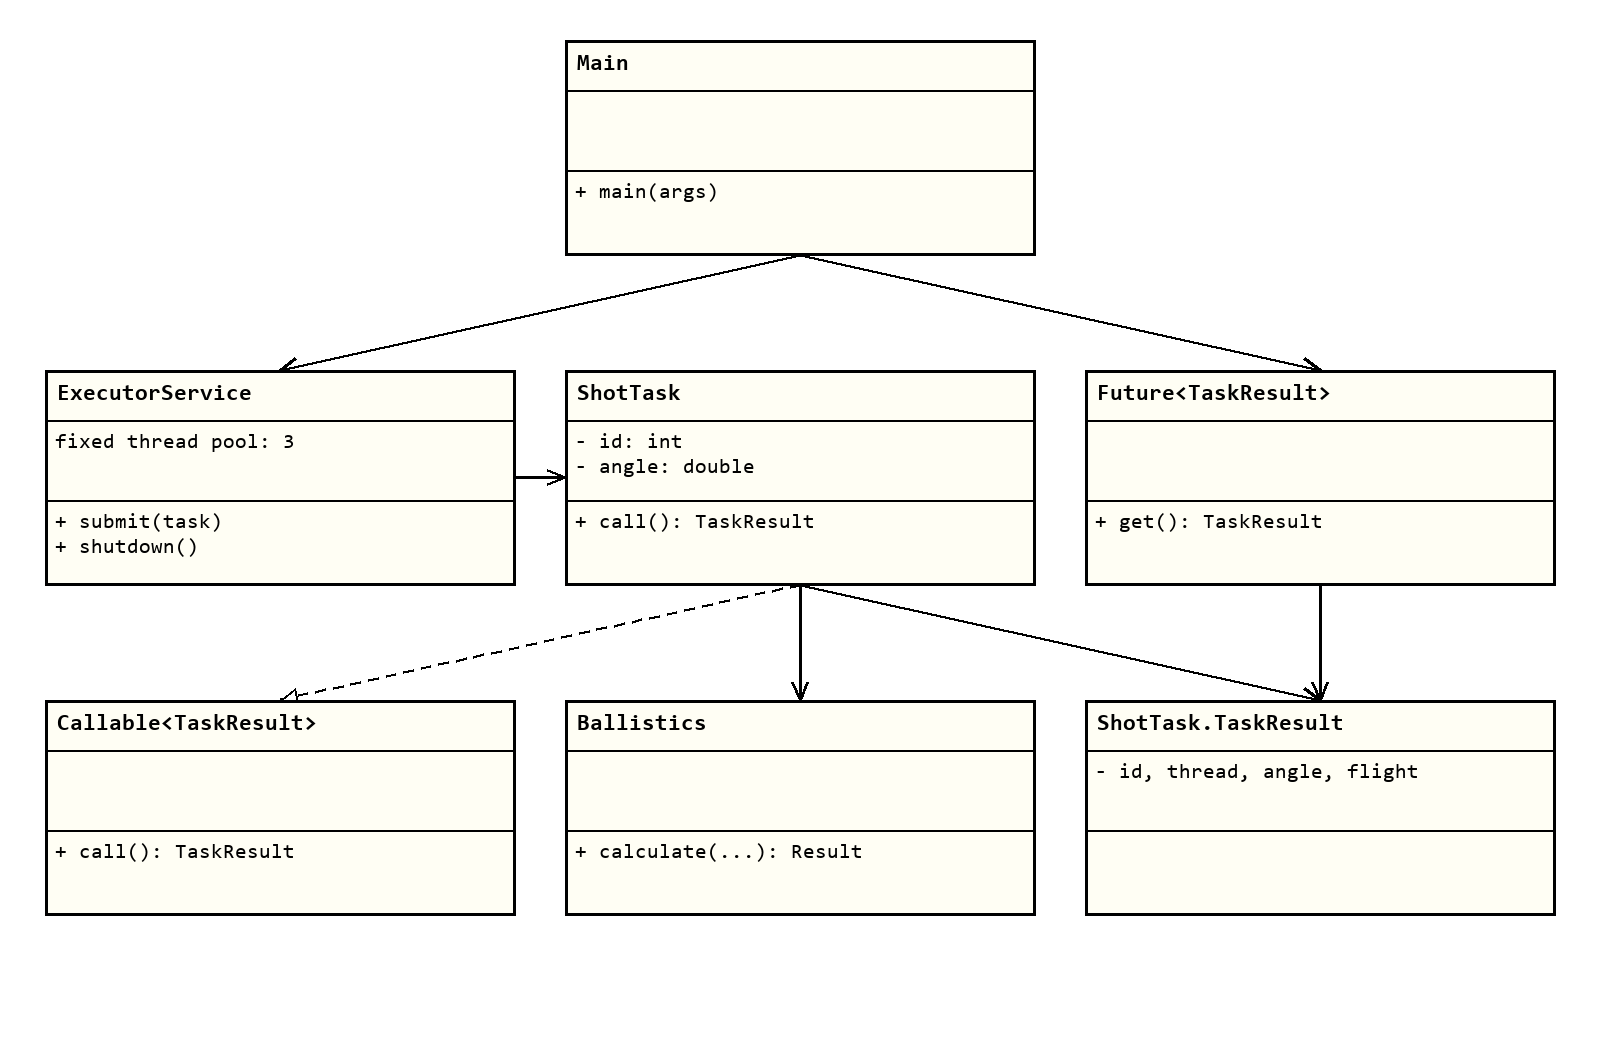 Main
+ main(args)
ExecutorService
fixed thread pool: 3
+ submit(task)
+ shutdown()
ShotTask
- id: int
- angle: double
+ call(): TaskResult
Future<TaskResult>
+ get(): TaskResult
Callable<TaskResult>
+ call(): TaskResult
Ballistics
+ calculate(...): Result
ShotTask.TaskResult
- id, thread, angle, flight